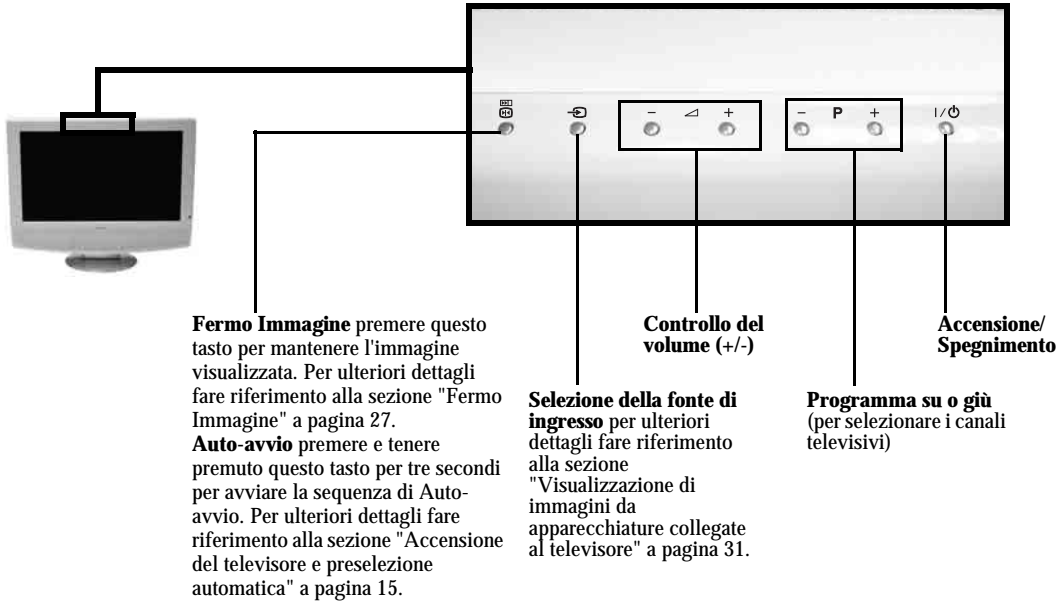 - + - P + I/
Fermo Immagine premere questo
tasto per mantenere l'immagine
visualizzata. Per ulteriori dettagli
fare riferimento alla sezione "Fermo
Immagine" a pagina 27.
Auto-avvio premere e tenere
premuto questo tasto per tre secondi
per avviare la sequenza di Auto-
avvio. Per ulteriori dettagli fare
riferimento alla sezione "Accensione
del televisore e preselezione
automatica" a pagina 15.
Selezione della fonte di
ingresso per ulteriori
dettagli fare riferimento
alla sezione
"Visualizzazione di
immagini da
apparecchiature collegate
al televisore" a pagina 31.
Controllo del
volume (+/-)
Programma su o giù
(per selezionare i canali
televisivi)
Accensione/
Spegnimento